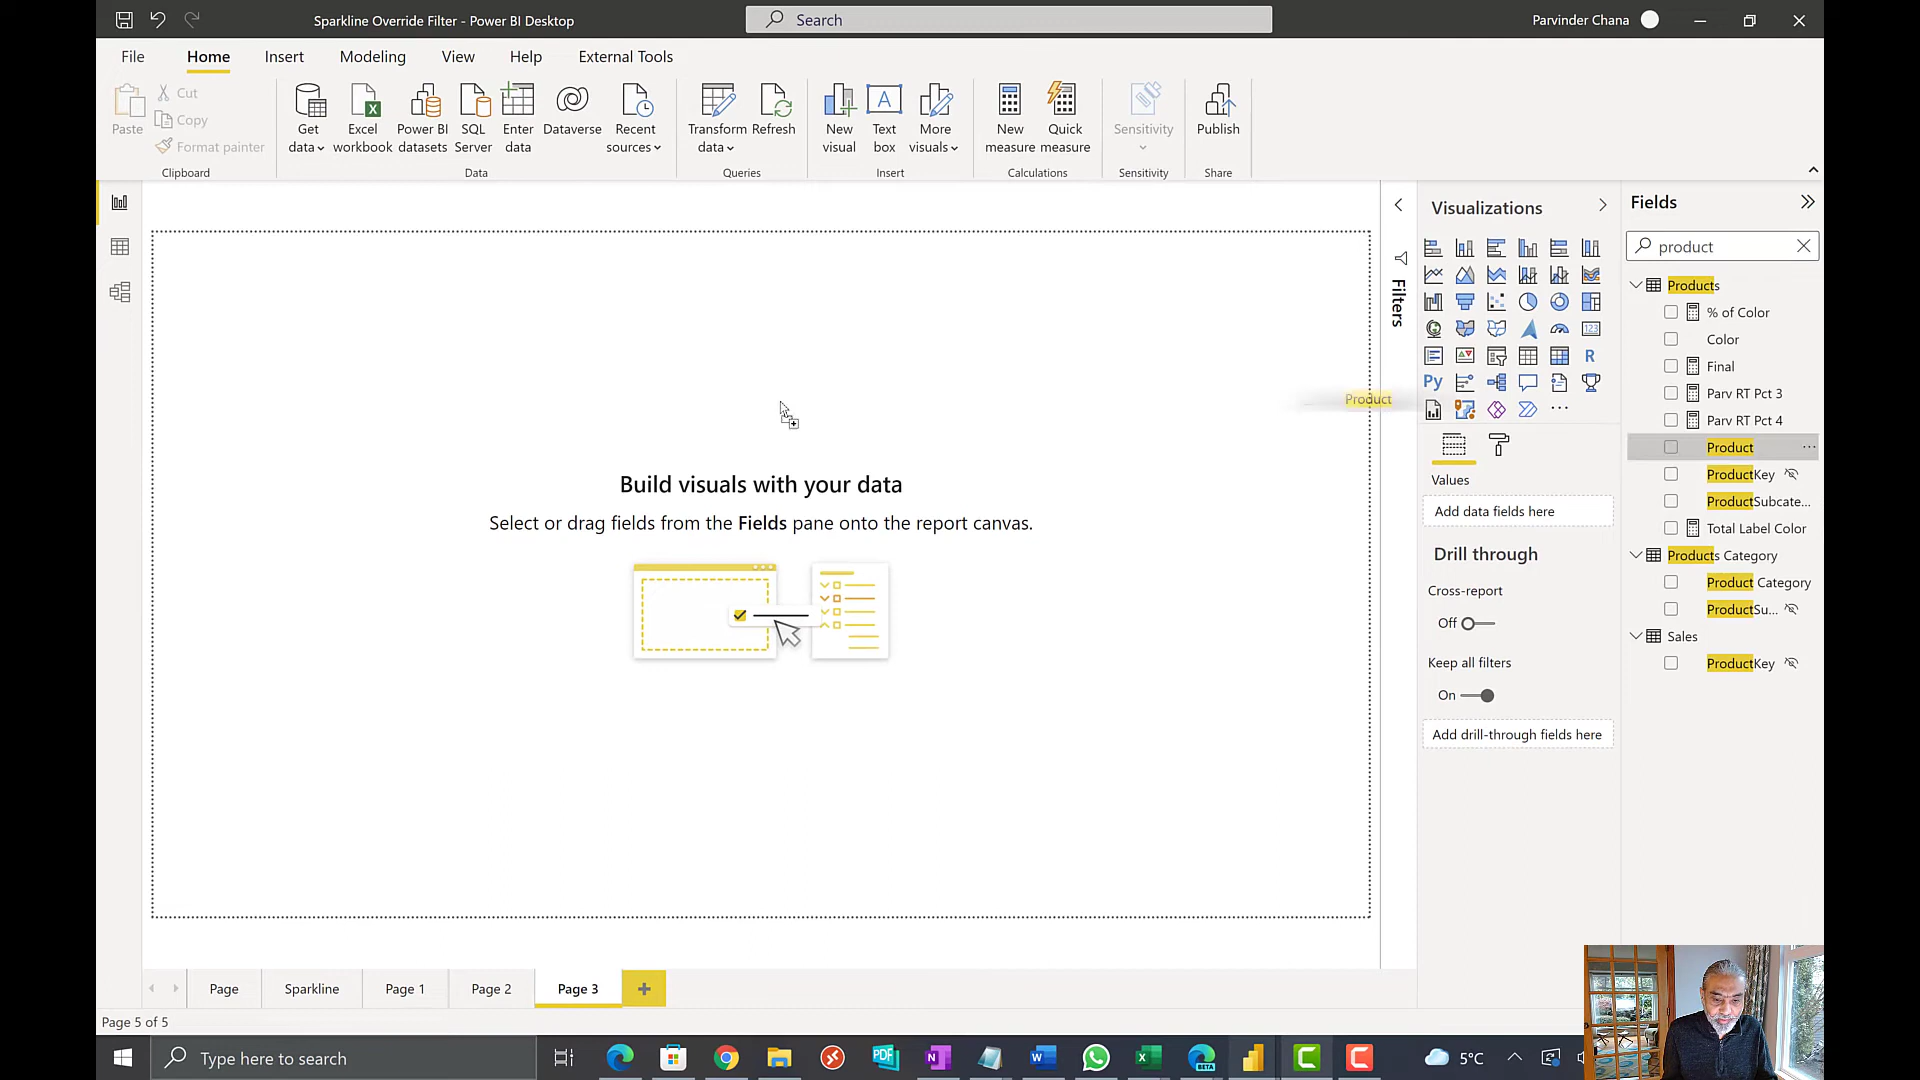 Sparkline Override Filter - Power BI Desktop
Search
Parvinder Chana
File
Home
Insert
Modeling
View
Help
External Tools
Paste
Cut
Copy
Format painter
Clipboard
Get data
Excel workbook
Power BI datasets
SQL Server
Enter data
Dataverse
Recent sources
Data
Transform data
Refresh
Queries
New visual
Text box
More visuals
Insert
New measure
Quick measure
Calculations
Sensitivity
Sensitivity
Publish
Share
Filters
Visualizations
R
Py
123
Values
Add data fields here
Drill through
Cross-report
Off
Keep all filters
On
Add drill-through fields here
Fields
product
Products
% of Color
Color
Final
Parv RT Pct 3
Parv RT Pct 4
Product
ProductKey
ProductSubcate...
Total Label Color
Products Category
Product Category
ProductSu...
Sales
ProductKey
Product
Build visuals with your data
Select or drag fields from the Fields pane onto the report canvas.
Page
Sparkline
Page 1
Page 2
Page 3
Page 5 of 5
Type here to search
5°C